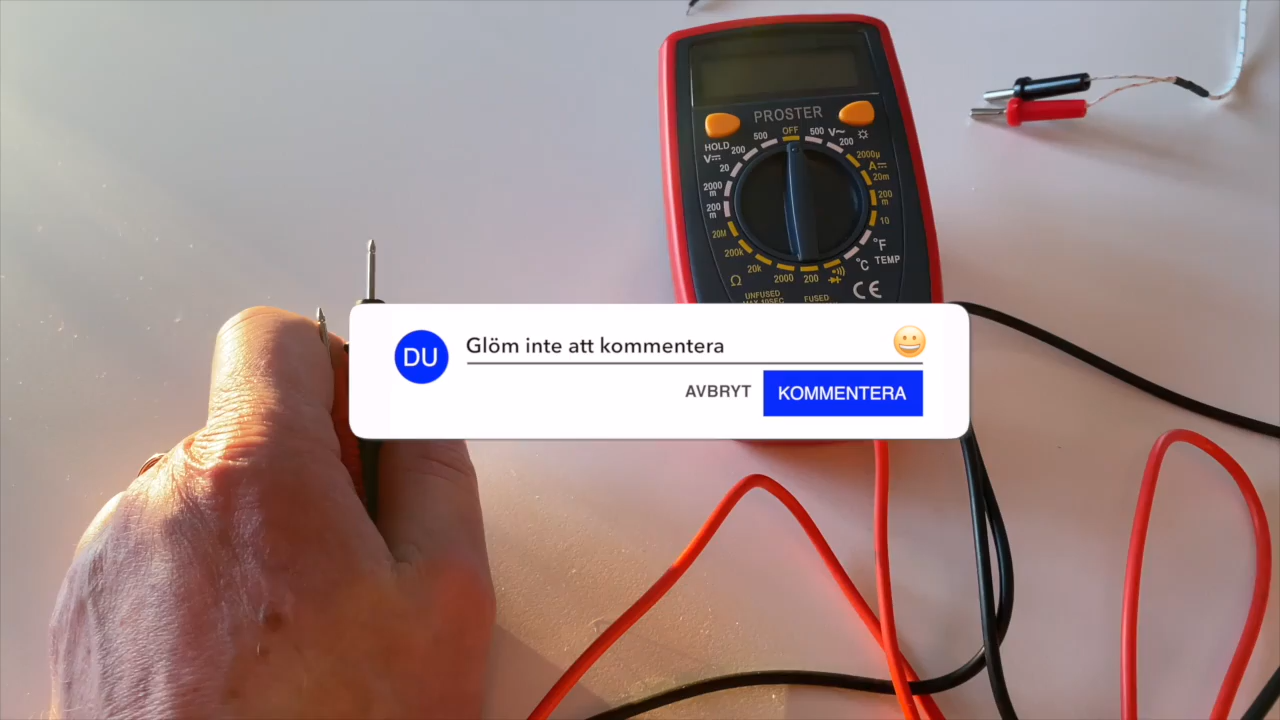 PROSTER
OFF
500
500
V~
200
200
HOLD
V⎓
20
2000μ
A⎓
20m
2000
m
200
m
200
m
10
20M
200k
20k
Ω
2000
200
°F
°C
TEMP
UNFUSED
FUSED
CE
DU
Glöm inte att kommentera
AVBRYT
KOMMENTERA